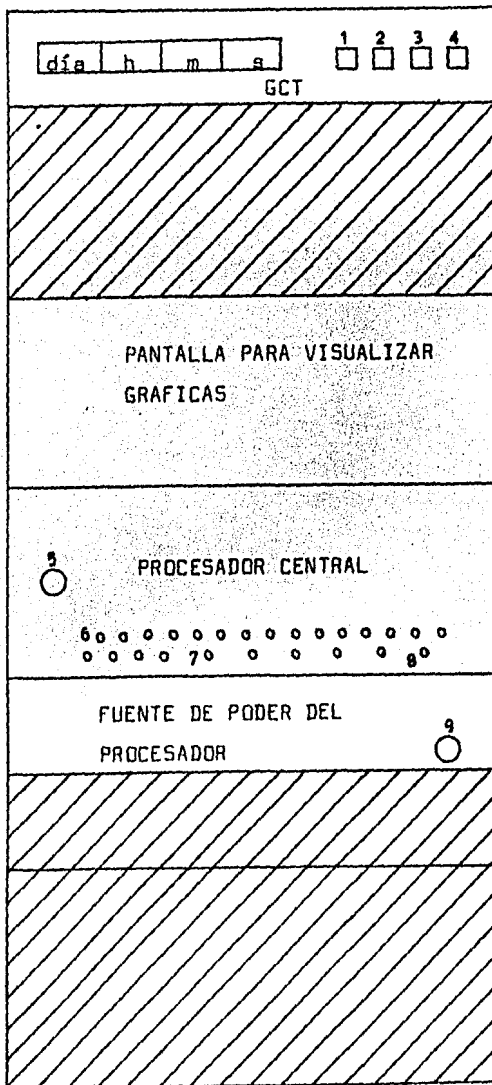 1 2 3 4
día h m s
GCT
PANTALLA PARA VISUALIZAR
GRAFICAS
5
PROCESADOR CENTRAL
6
7 8
FUENTE DE PODER DEL
9
PROCESADOR